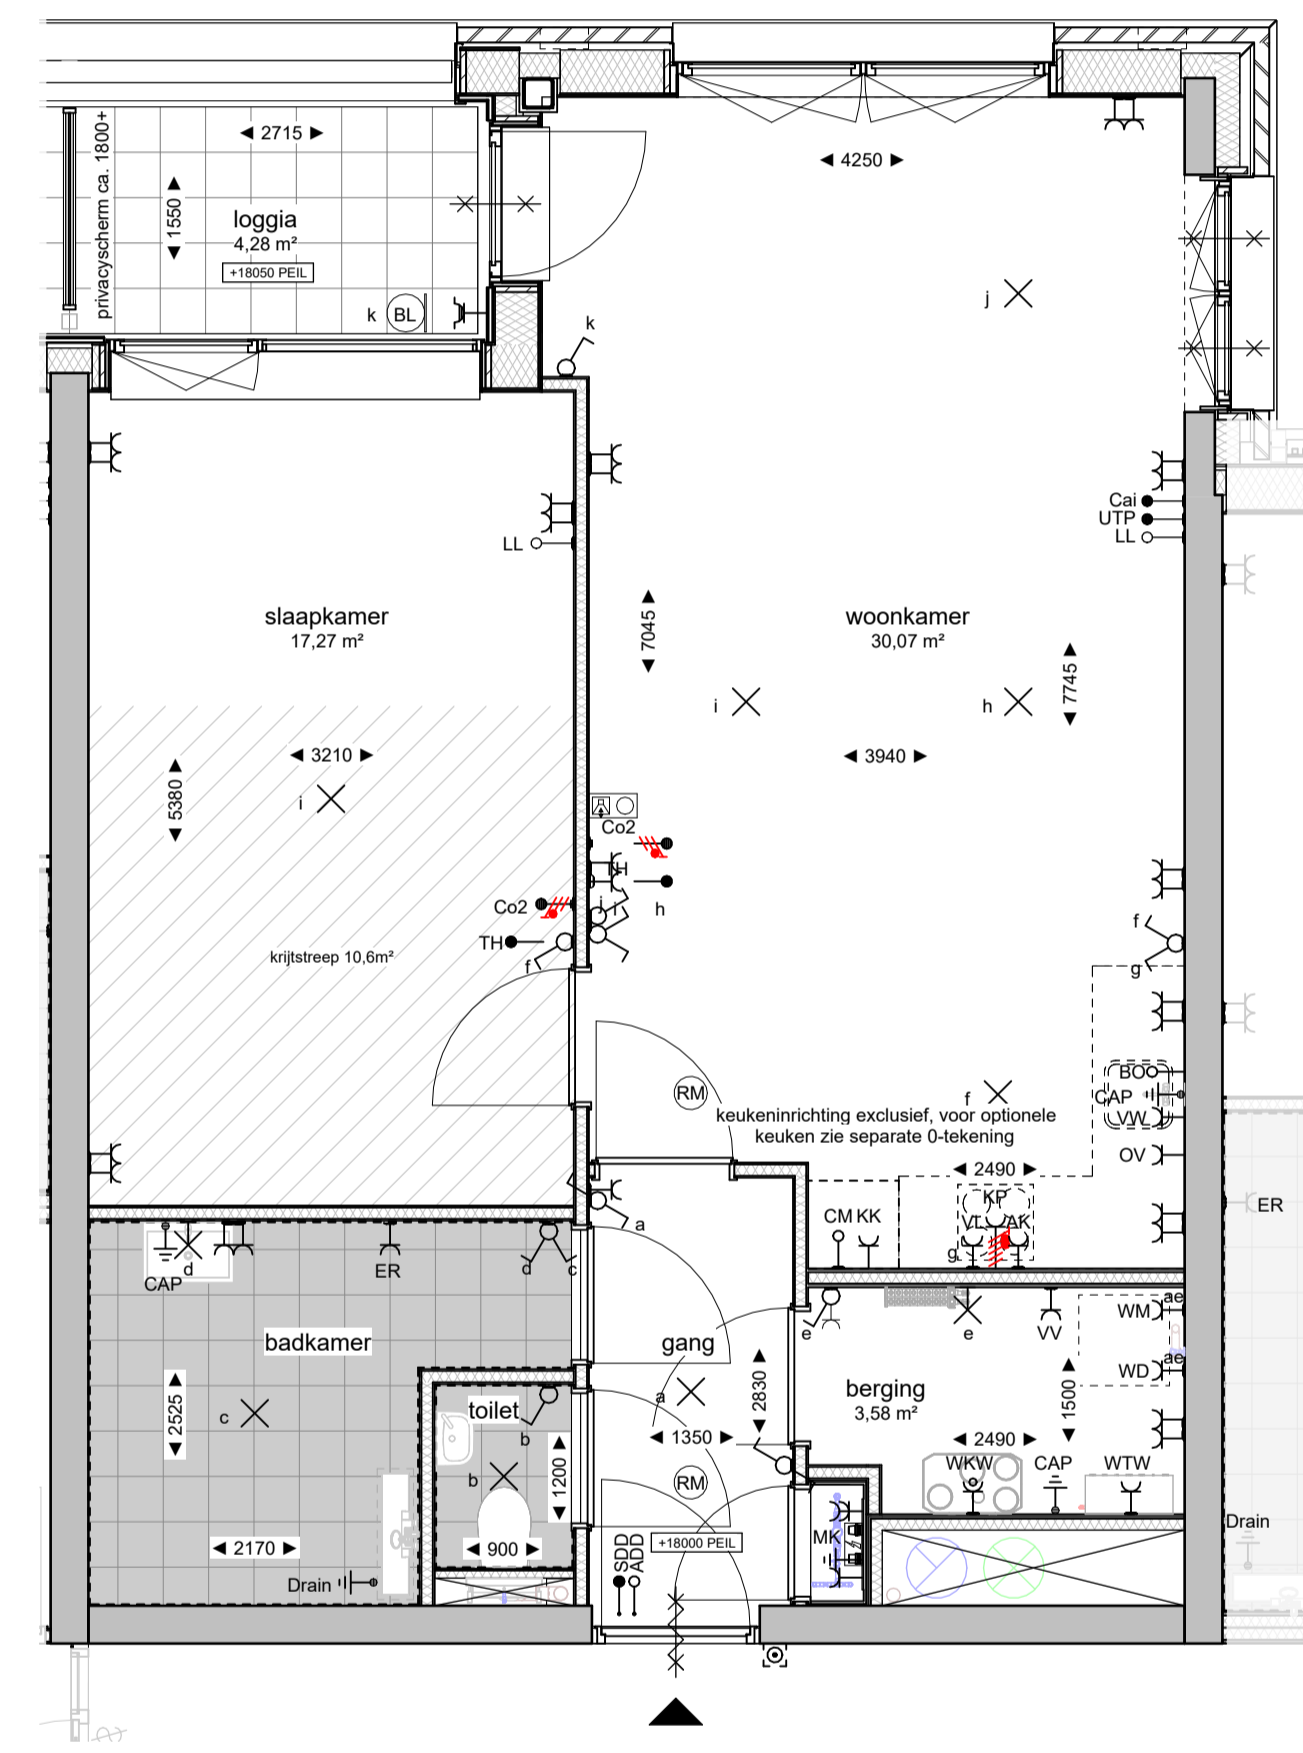 2715
privacyscherm ca. 1800+
1550
loggia
4,28 m²
+18050 PEIL
k
BL
k
4250
j
Cai
UTP
LL
LL
slaapkamer
17,27 m²
7045
woonkamer
30,07 m²
7745
i
h
3210
3940
5380
i
Co2
TH
j
i
h
Co2
TH
f
krijtstreep 10,6m²
f
g
RM
f
keukeninrichting exclusief, voor optionele
keuken zie separate 0-tekening
BO
CAP
VW
OV
2490
KP
VL
AK
g
CM
KK
a
ER
CAP
d
ER
d
c
badkamer
gang
a
e
e
VV
WM
ae
WD
ae
berging
3,58 m²
2830
1500
2490
1350
c
2525
toilet
b
b
1200
900
2170
Drain
RM
+18000 PEIL
SDD
ADD
MK
WKW
CAP
WTW
Drain